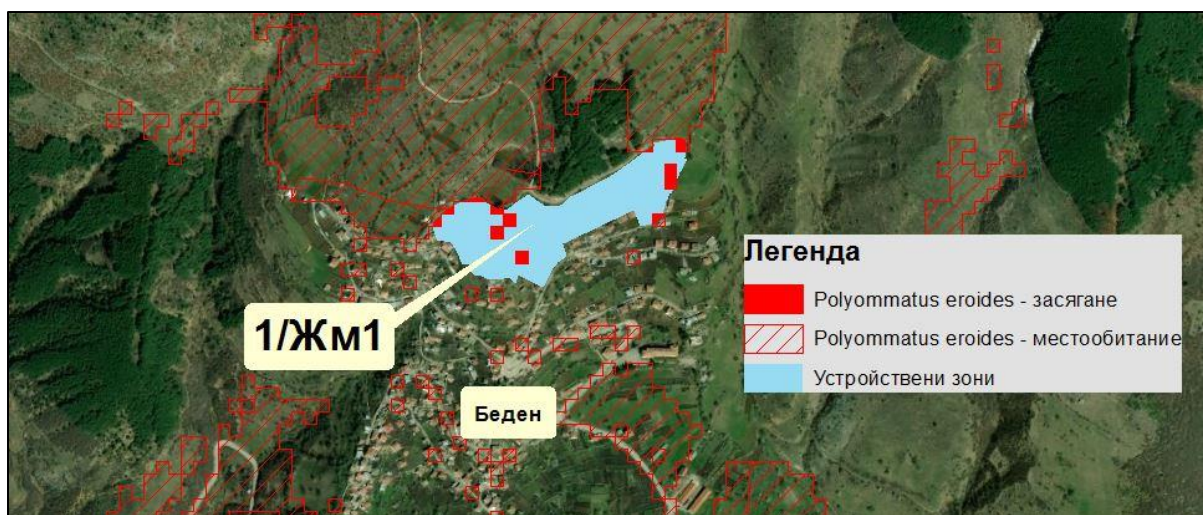 1/Жм1
Беден
Легенда
Polyommatus eroides - засягане
Polyommatus eroides - местообитание
Устройствени зони